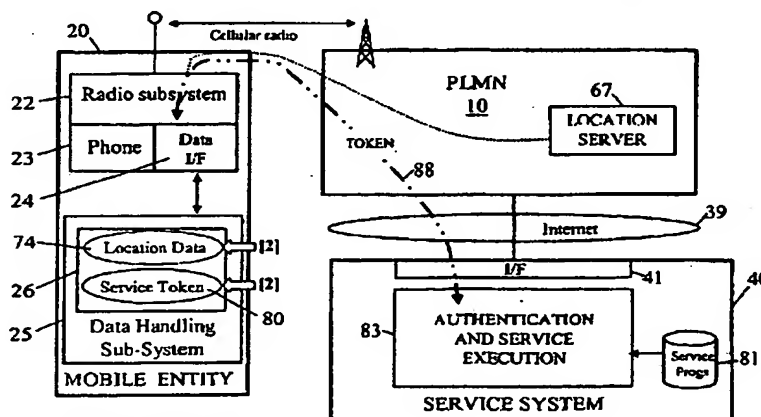 20
Cellular radio
22
Radio subsystem
23
Phone
Data
I/F
24
PLMN
10
67
LOCATION
SERVER
TOKEN
88
39
Internet
74
Location Data
[2]
26
Service Token
[2]
80
25
Data Handling
Sub-System
MOBILE ENTITY
I/F
41
40
83
AUTHENTICATION
AND SERVICE
EXECUTION
Service
Progs
81
SERVICE SYSTEM